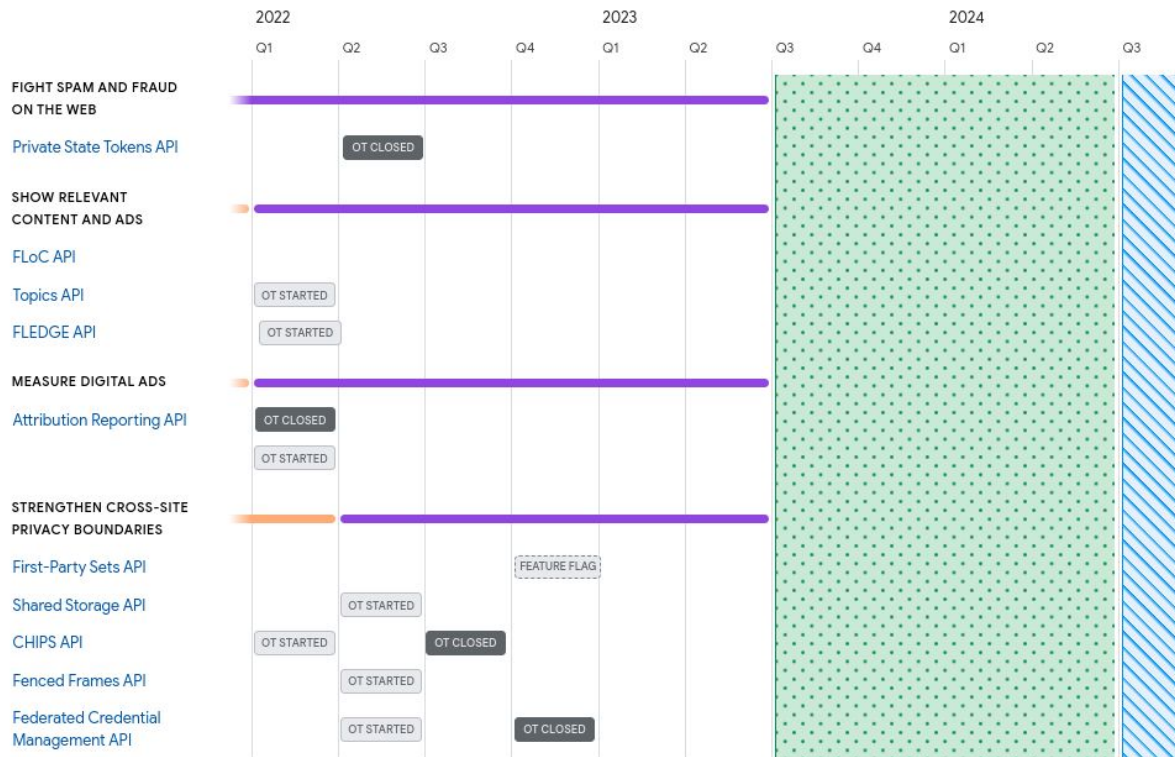 2022 2023 2024
Q1 Q2 Q3 Q4 Q1 Q2 Q3 Q4 Q1 Q2 Q3
FIGHT SPAM AND FRAUD
ON THE WEB
Private State Tokens API OT CLOSED
SHOW RELEVANT
CONTENT AND ADS
FLoC API
Topics API OT STARTED
FLEDGE API OT STARTED
MEASURE DIGITAL ADS
Attribution Reporting API OT CLOSED
OT STARTED
STRENGTHEN CROSS-SITE
PRIVACY BOUNDARIES
First-Party Sets API FEATURE FLAG
Shared Storage API OT STARTED
CHIPS API OT STARTED OT CLOSED
Fenced Frames API OT STARTED
Federated Credential
Management API OT STARTED OT CLOSED